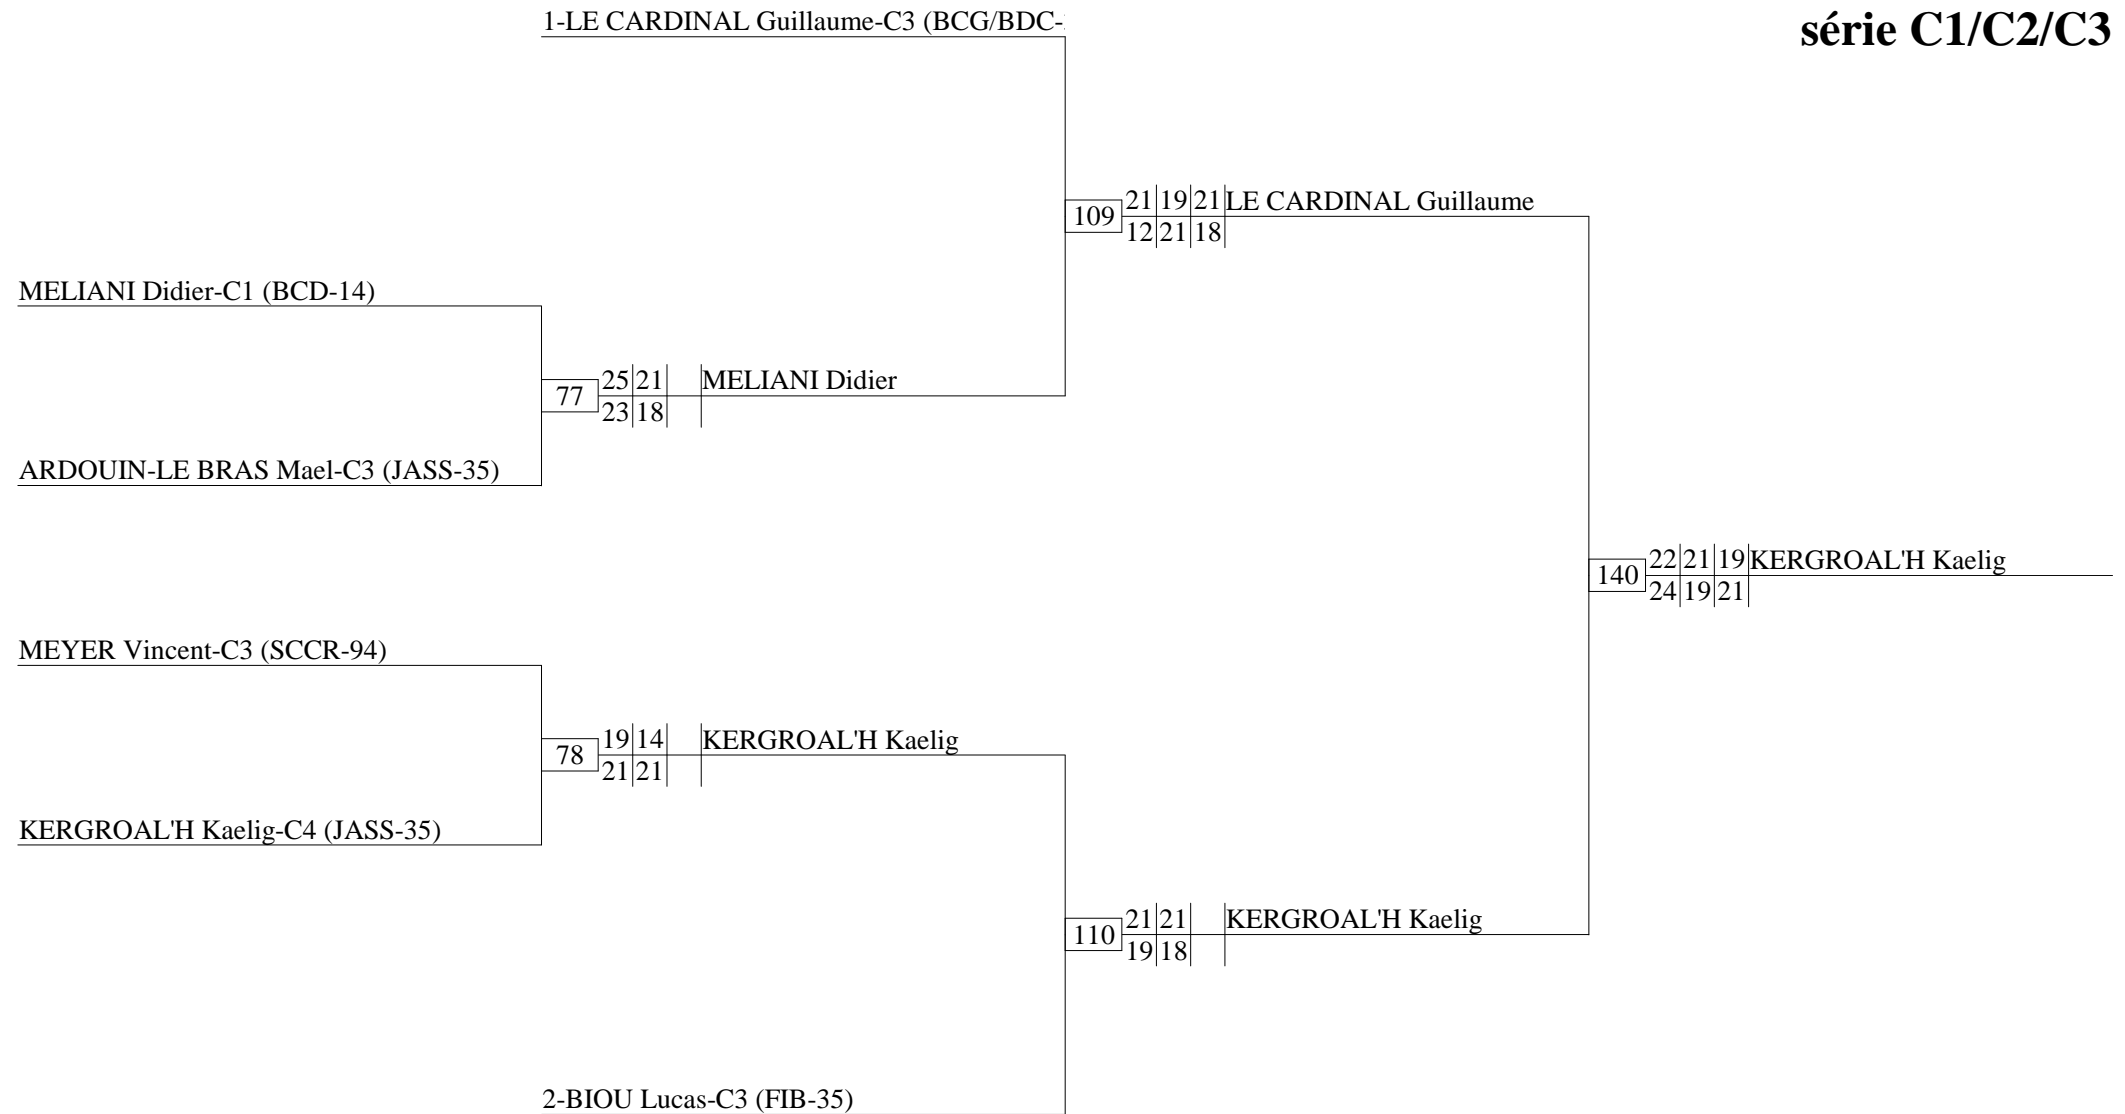 1-LE CARDINAL Guillaume-C3 (BCG/BDC-
série C1/C2/C3
109 21 19 21 LE CARDINAL Guillaume
12 21 18
MELIANI Didier-C1 (BCD-14)
77 25 21 MELIANI Didier
23 18
ARDOUIN-LE BRAS Mael-C3 (JASS-35)
140 22 21 19 KERGROAL'H Kaelig
24 19 21
MEYER Vincent-C3 (SCCR-94)
78 19 14 KERGROAL'H Kaelig
21 21
KERGROAL'H Kaelig-C4 (JASS-35)
110 21 21 KERGROAL'H Kaelig
19 18
2-BIOU Lucas-C3 (FIB-35)